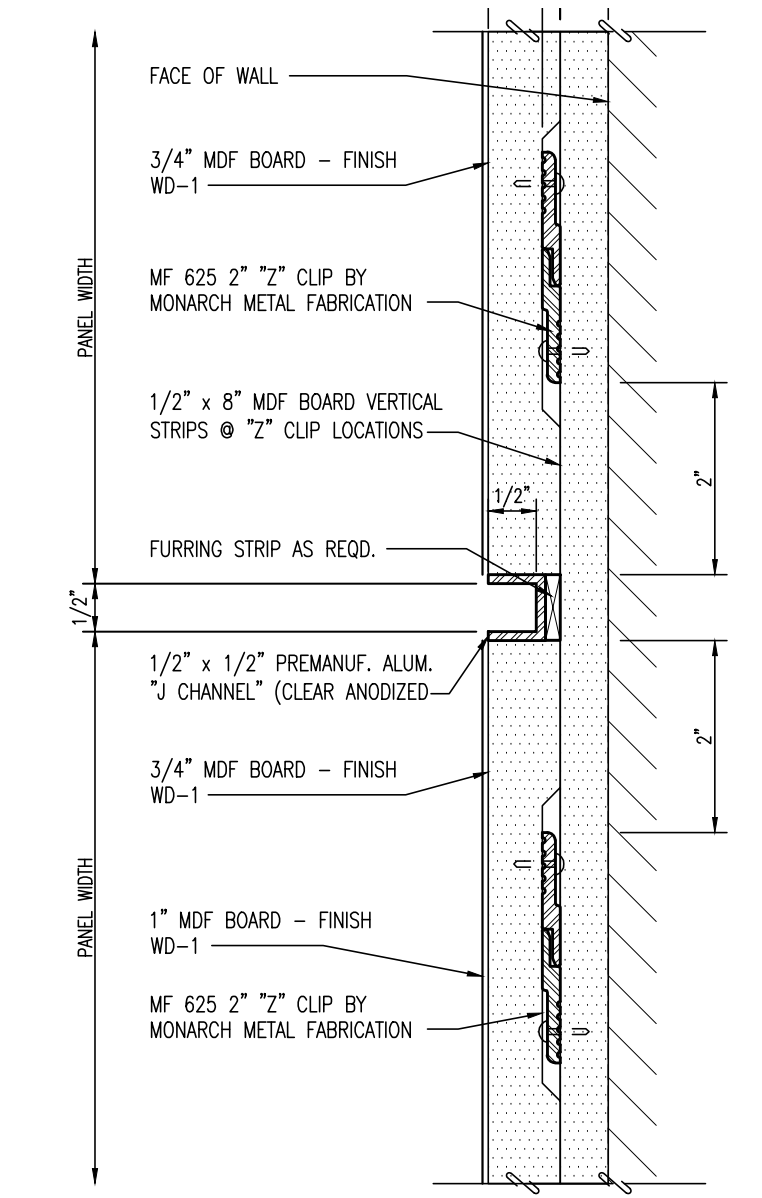 FACE OF WALL
3/4" MDF BOARD – FINISH
WD–1
PANEL WIDTH
MF 625 2" "Z" CLIP BY
MONARCH METAL FABRICATION
1/2" x 8" MDF BOARD VERTICAL
STRIPS @ "Z" CLIP LOCATIONS
2"
1/2"
FURRING STRIP AS REQD.
1/2"
1/2" x 1/2" PREMANUF. ALUM.
"J CHANNEL" (CLEAR ANODIZED
2"
3/4" MDF BOARD – FINISH
WD–1
PANEL WIDTH
1" MDF BOARD – FINISH
WD–1
MF 625 2" "Z" CLIP BY
MONARCH METAL FABRICATION